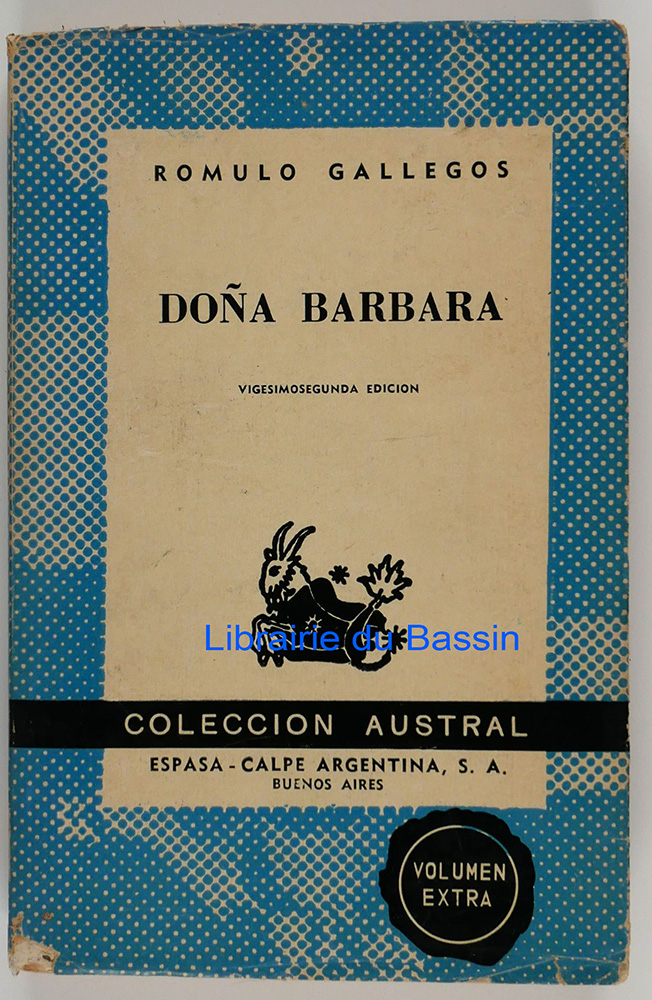 ROMULO GALLEGOS
DOÑA BARBARA
VIGESIMOSEGUNDA EDICION
Librairie du Bassin
COLECCION AUSTRAL
ESPASA - CALPE ARGENTINA, S. A.
BUENOS AIRES
VOLUMEN
EXTRA